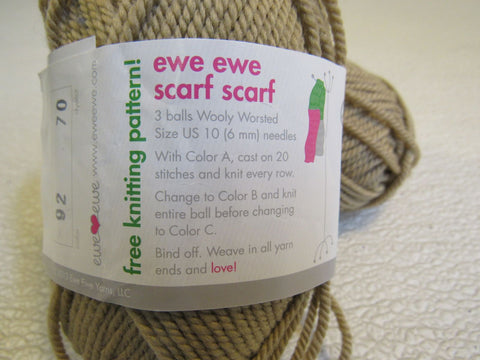 ewe ewe
scarf scarf
3 balls Wooly Worsted
Size US 10 (6 mm) needles
With Color A, cast on 20
stitches and knit every row.
Change to Color B and knit
entire ball before changing
to Color C.
Bind off. Weave in all yarn
ends and love!
free knitting pattern!
ewe ewe www.eweewe.com
92
70
Ewe Ewe Yarns, LLC